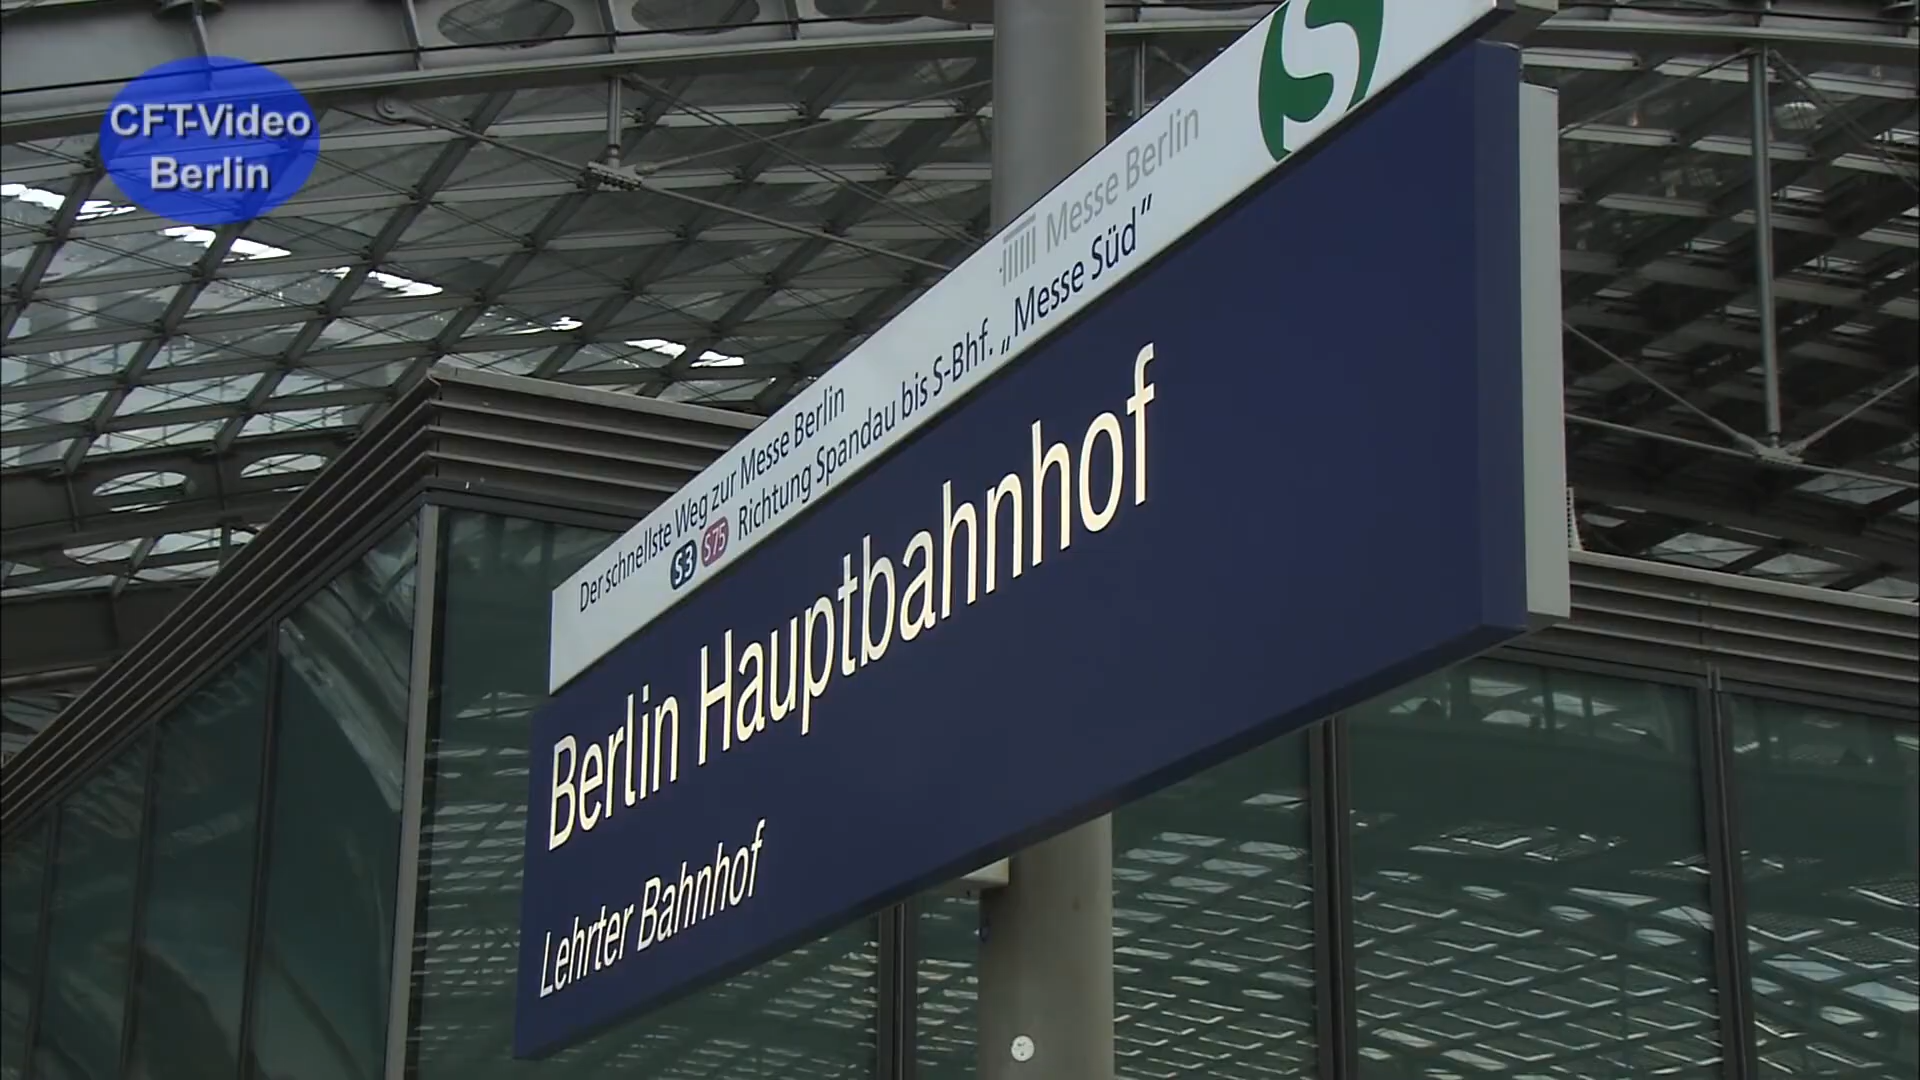 CFT-Video
Berlin
S
Messe Berlin
Der schnellste Weg zur Messe Berlin
S3 S75 Richtung Spandau bis S-Bhf. „Messe Süd“
Berlin Hauptbahnhof
Lehrter Bahnhof